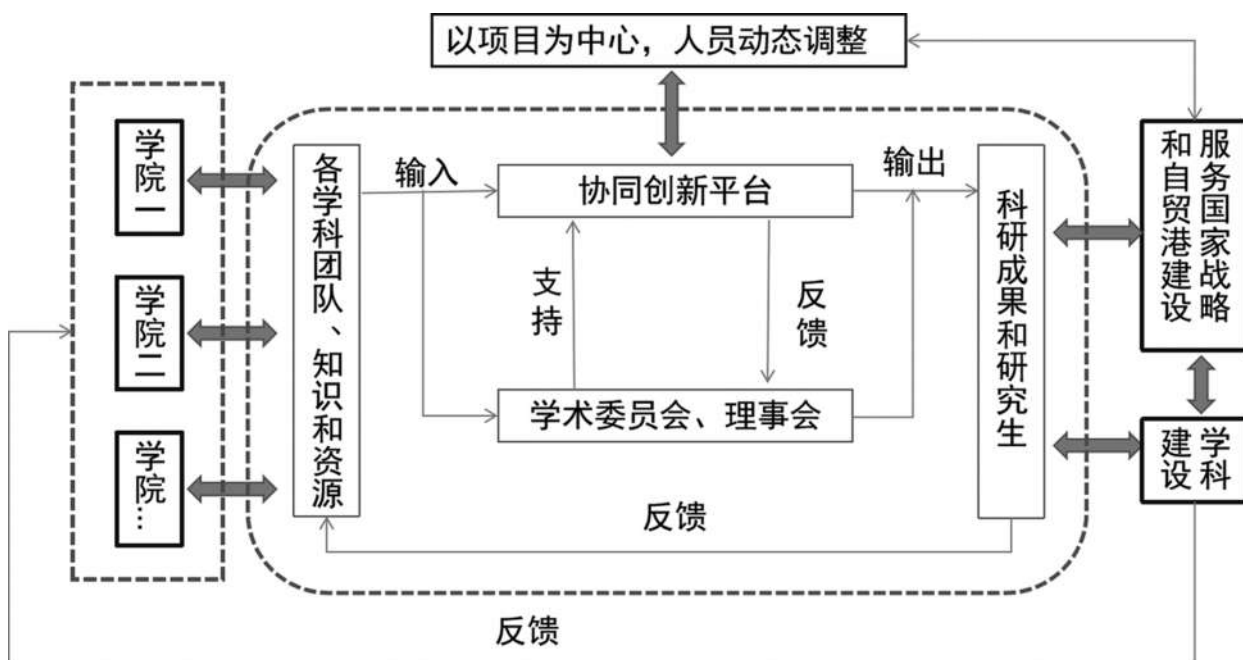 以项目为中心，人员动态调整
学院一
学院二
学院…
各学科团队、知识和资源
输入
协同创新平台
输出
支持
反馈
学术委员会、理事会
科研成果和研究生
反馈
服务国家战略
和自贸港建设
学科
建设
反馈